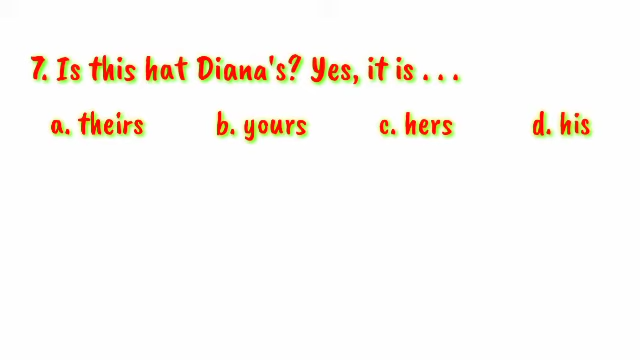 7. Is this hat Diana's? Yes, it is . . .
a. theirs b. yours c. hers d. his